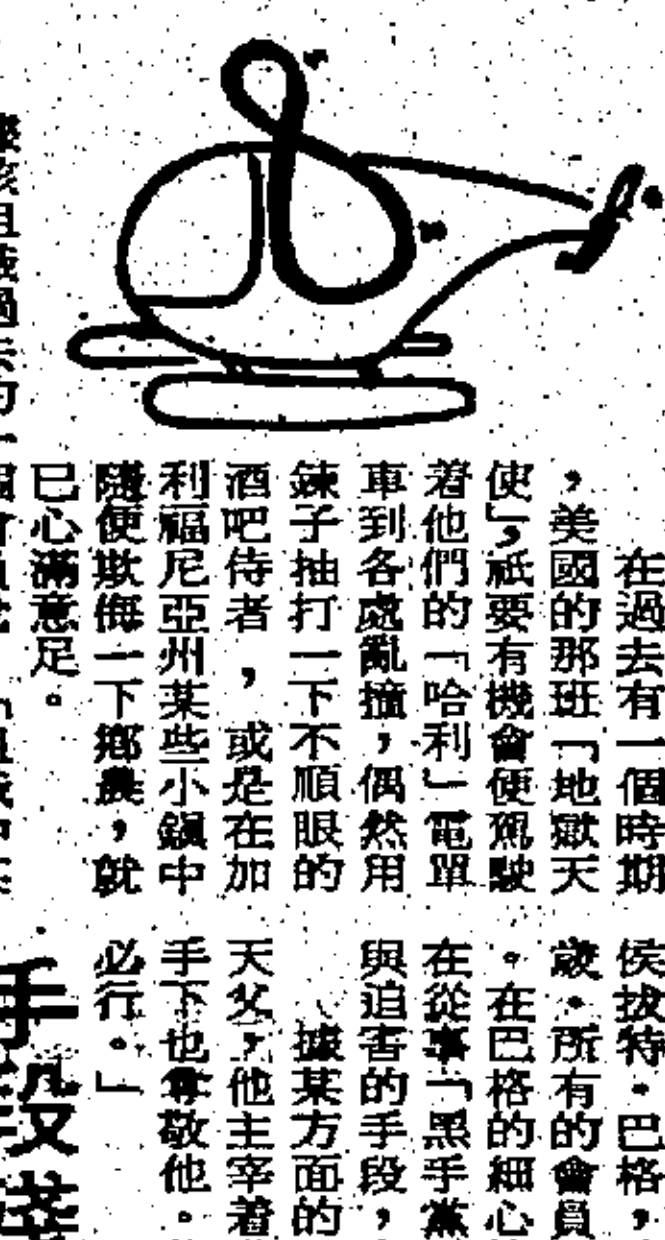 在過去有一個時期
，美國的那班「地獄天
使」，祇要有機會便駕駛
着他們的「哈利」電單
車到各處亂撞，偶然用
鍊子抽打一下不順眼的
酒吧侍者，或是在加
利福尼亞州某些小鎮中
隨便欺侮一下鄉農，就
已心滿意足。
侯拔特．巴格，
歲．所有的會員
。在巴格的細心
在從事「黑手黨
與迫害的手段，
據某方面的
天父，他主宰着
手下也尊敬他。
必行。」
手段